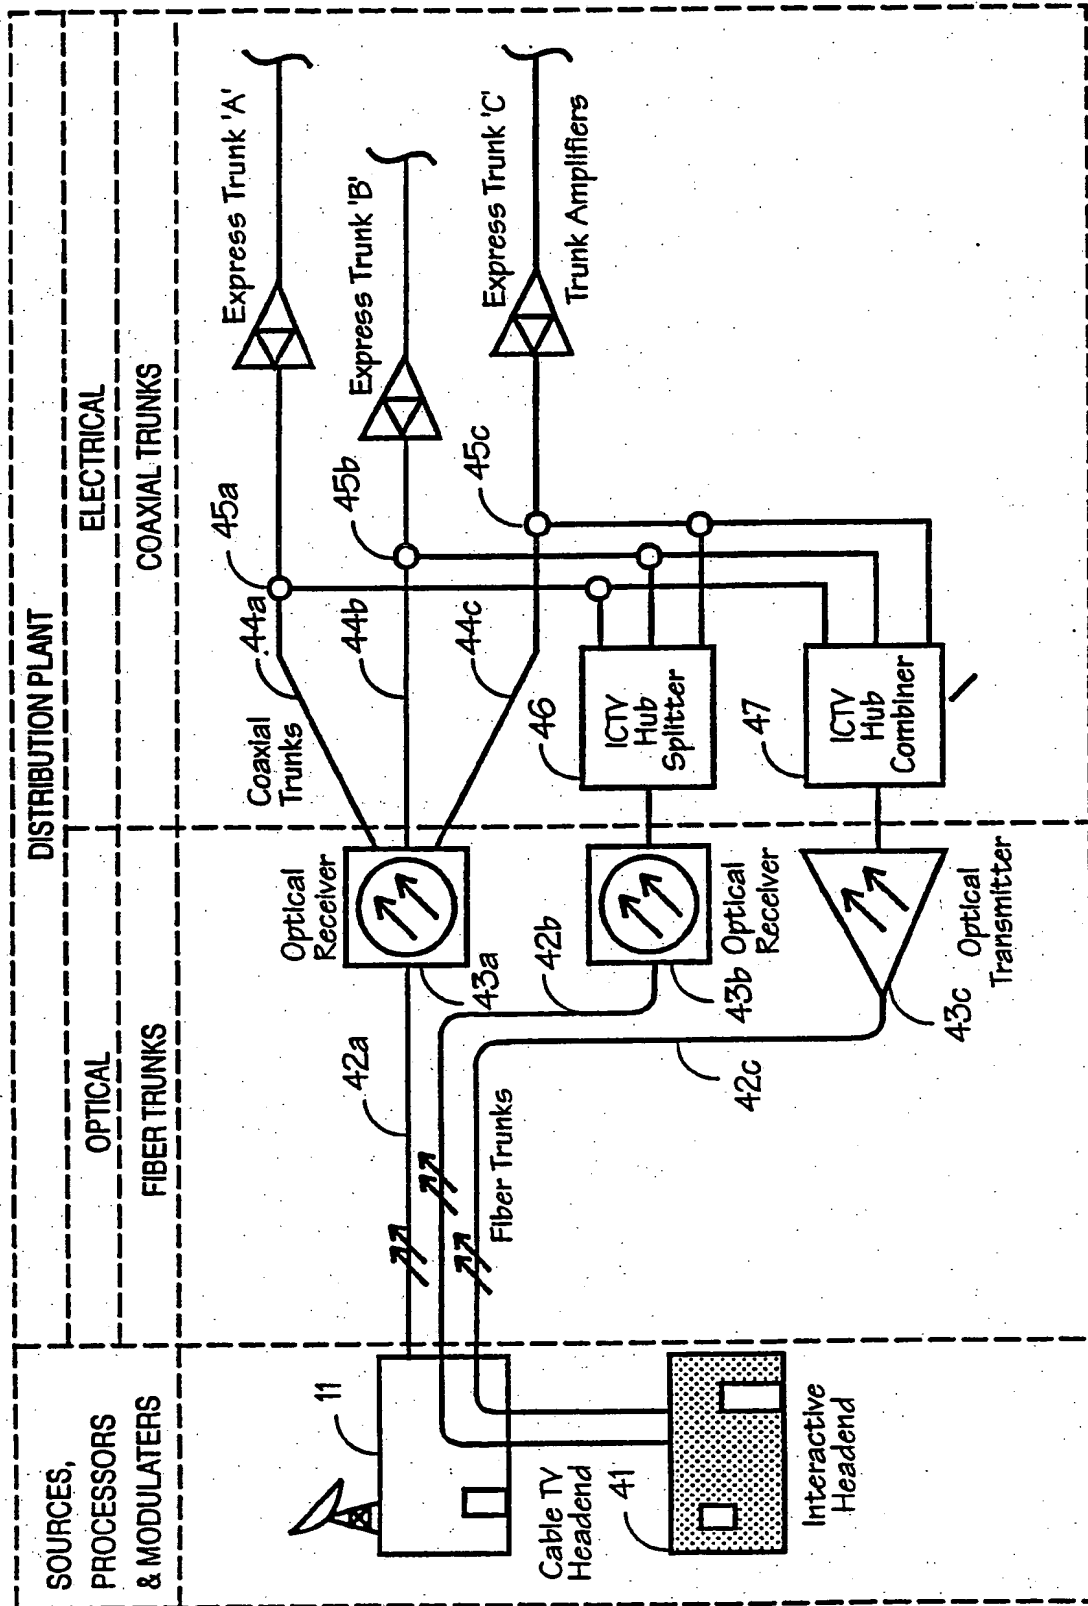 DISTRIBUTION PLANT
SOURCES,
PROCESSORS
& MODULATERS
OPTICAL
ELECTRICAL
FIBER TRUNKS
COAXIAL TRUNKS
11
Cable TV
Headend
41
Interactive
Headend
42a
Fiber Trunks
42b
42c
Optical
Receiver
43a
43b
Optical
Receiver
43c
Optical
Transmitter
Coaxial
Trunks
44a
44b
44c
45a
45b
45c
46
ICTV
Hub
Splitter
47
ICTV
Hub
Combiner
Express Trunk 'A'
Express Trunk 'B'
Express Trunk 'C'
Trunk Amplifiers